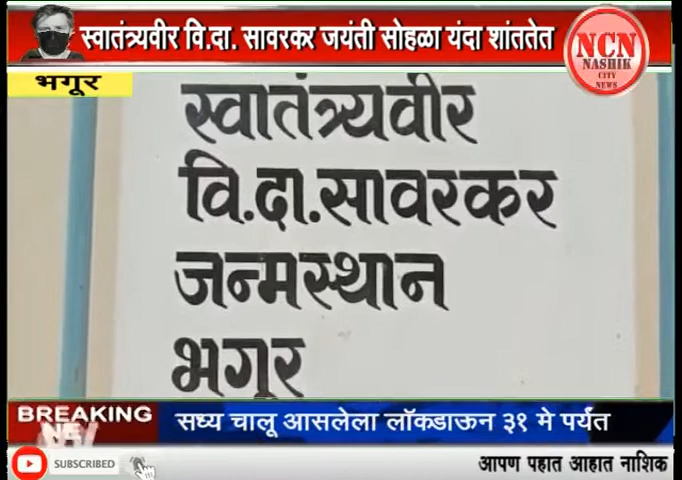 स्वातंत्र्यवीर वि.दा. सावरकर जयंती सोहळा यंदा शांततेत
NCN
NASHIK
CITY
NEWS
भगूर
स्वातंत्र्यवीर
वि.दा.सावरकर
जन्मस्थान
भगूर
BREAKING
NE
सध्य चालू आसलेला लॉकडाऊन ३१ मे पर्यंत
SUBSCRIBED
आपण पहात आहात नाशिक